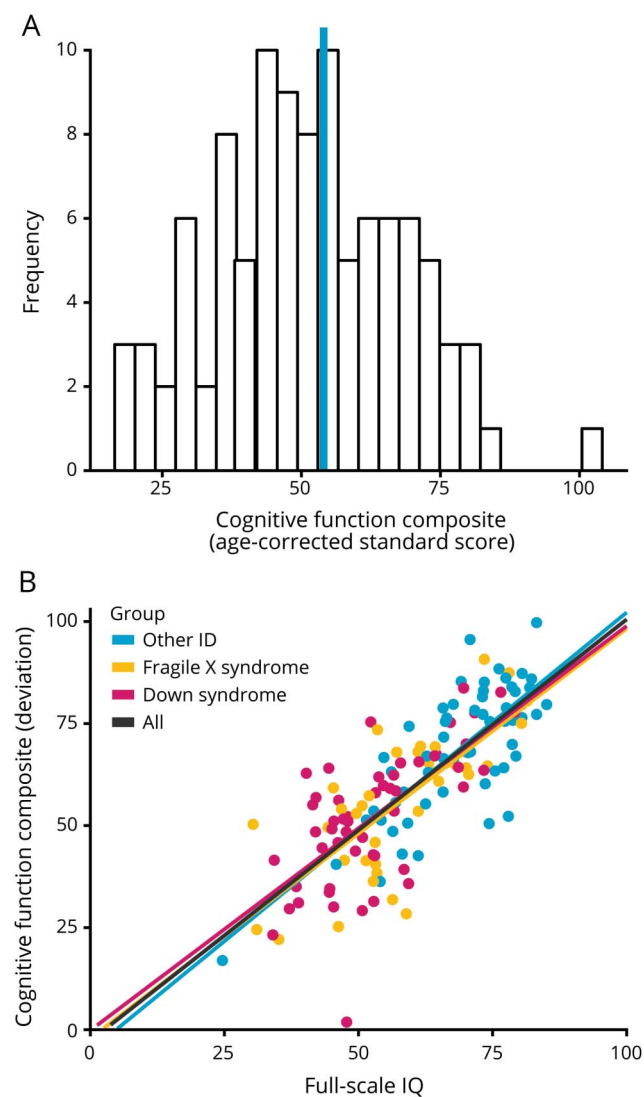 A
10
8
6
4
2
0
Frequency
25 50 75 100
Cognitive function composite
(age-corrected standard score)
B
Group
Other ID
Fragile X syndrome
Down syndrome
All
100
75
50
25
0
Cognitive function composite (deviation)
0 25 50 75 100
Full-scale IQ